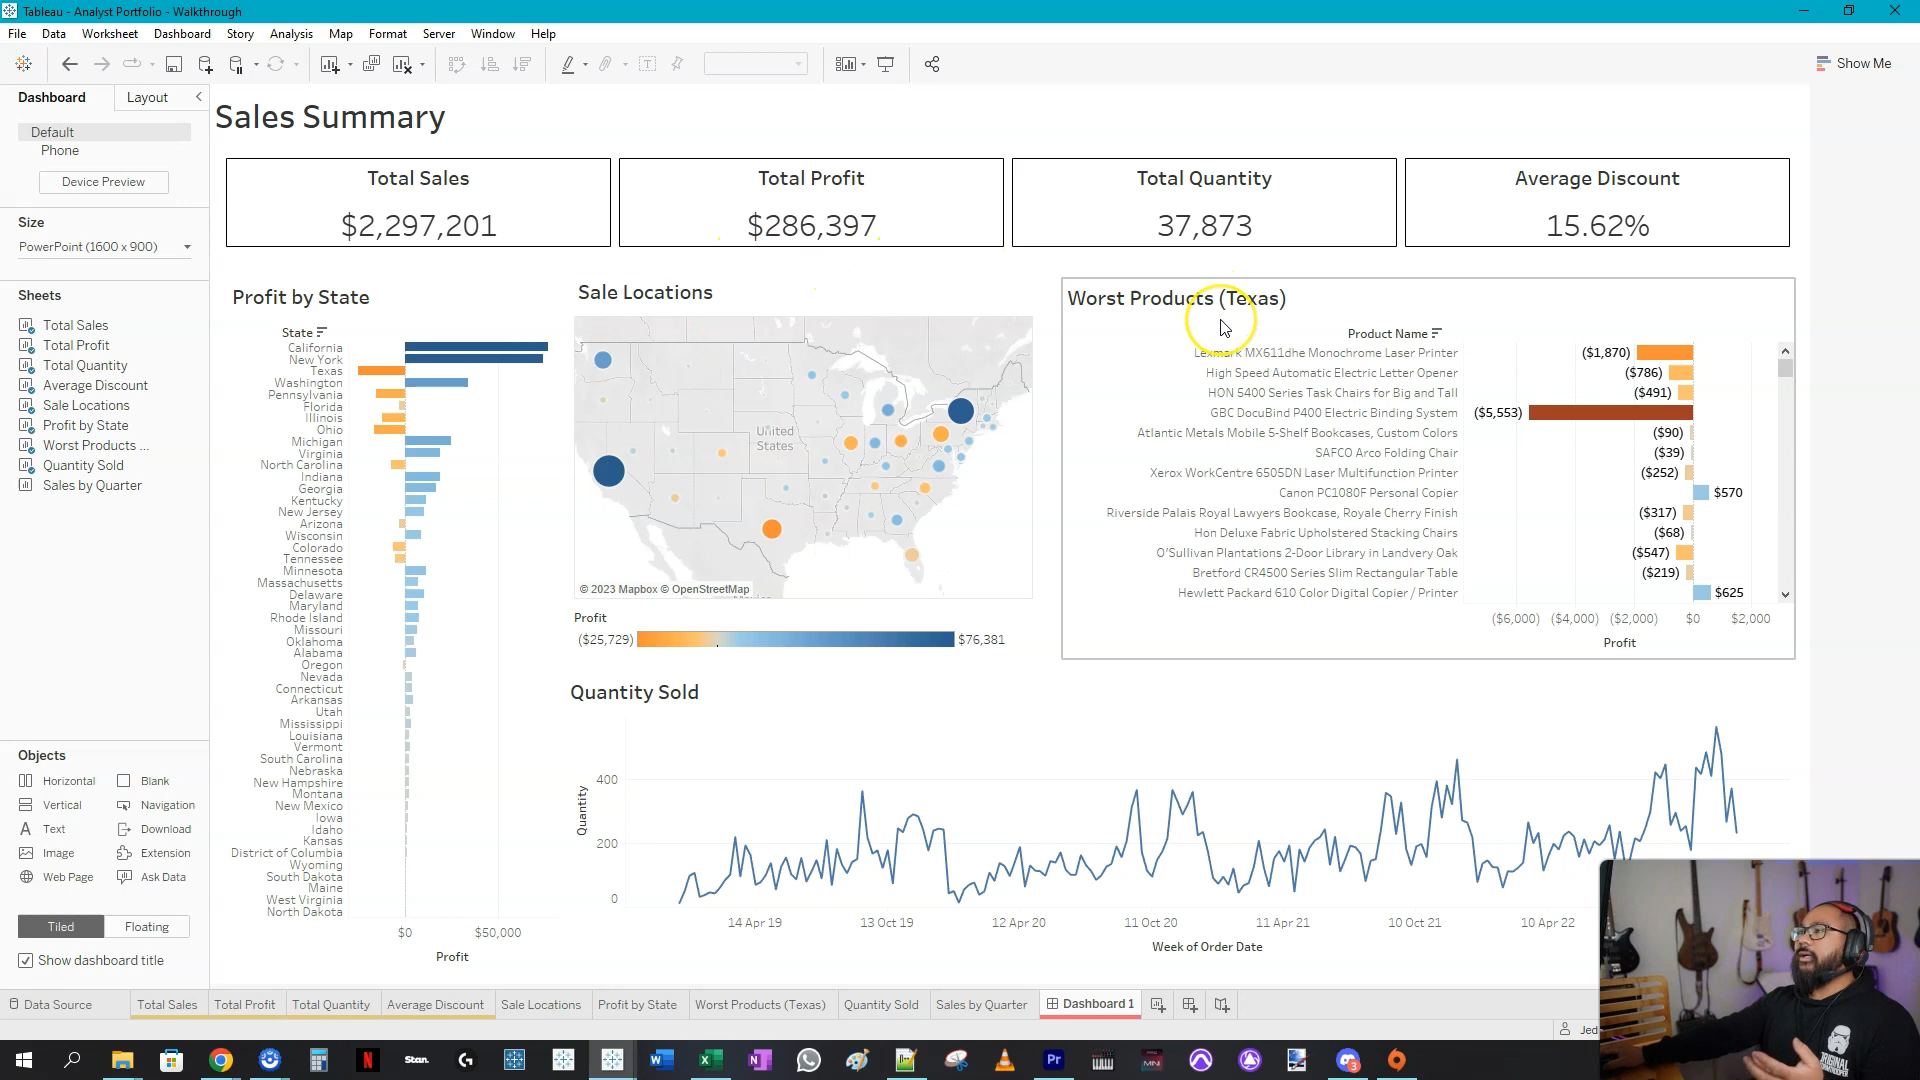 Tableau - Analyst Portfolio - Walkthrough
File Data Worksheet Dashboard Story Analysis Map Format Server Window Help
Show Me
Dashboard Layout
Default
Phone
Device Preview
Size
PowerPoint (1600 x 900)
Sheets
Total Sales
Total Profit
Total Quantity
Average Discount
Sale Locations
Profit by State
Worst Products ...
Quantity Sold
Sales by Quarter
Objects
Horizontal Blank
Vertical Navigation
Text Download
Image Extension
Web Page Ask Data
Tiled Floating
Show dashboard title
Sales Summary
Total Sales
$2,297,201
Total Profit
$286,397
Total Quantity
37,873
Average Discount
15.62%
Profit by State
State
California
New York
Texas
Washington
Pennsylvania
Florida
Illinois
Ohio
Michigan
Virginia
North Carolina
Indiana
Georgia
Kentucky
New Jersey
Arizona
Wisconsin
Colorado
Tennessee
Minnesota
Massachusetts
Delaware
Maryland
Rhode Island
Missouri
Oklahoma
Alabama
Oregon
Nevada
Connecticut
Arkansas
Utah
Mississippi
Louisiana
Vermont
South Carolina
Nebraska
New Hampshire
Montana
New Mexico
Iowa
Idaho
Kansas
District of Columbia
Wyoming
South Dakota
Maine
West Virginia
North Dakota
$0 $50,000
Profit
Sale Locations
United
States
© 2023 Mapbox © OpenStreetMap
Profit
($25,729) $76,381
Worst Products (Texas)
Product Name
Lexmark MX611dhe Monochrome Laser Printer ($1,870)
High Speed Automatic Electric Letter Opener ($786)
HON 5400 Series Task Chairs for Big and Tall ($491)
GBC DocuBind P400 Electric Binding System ($5,553)
Atlantic Metals Mobile 5-Shelf Bookcases, Custom Colors ($90)
SAFCO Arco Folding Chair ($39)
Xerox WorkCentre 6505DN Laser Multifunction Printer ($252)
Canon PC1080F Personal Copier $570
Riverside Palais Royal Lawyers Bookcase, Royale Cherry Finish ($317)
Hon Deluxe Fabric Upholstered Stacking Chairs ($68)
O'Sullivan Plantations 2-Door Library in Landvery Oak ($547)
Bretford CR4500 Series Slim Rectangular Table ($219)
Hewlett Packard 610 Color Digital Copier / Printer $625
($6,000) ($4,000) ($2,000) $0 $2,000
Profit
Quantity Sold
Quantity
400
200
0
14 Apr 19 13 Oct 19 12 Apr 20 11 Oct 20 11 Apr 21 10 Oct 21 10 Apr 22
Week of Order Date
Data Source Total Sales Total Profit Total Quantity Average Discount Sale Locations Profit by State Worst Products (Texas) Quantity Sold Sales by Quarter Dashboard 1
Jed
Stan.
Pr
MN
3
ORIGINAL